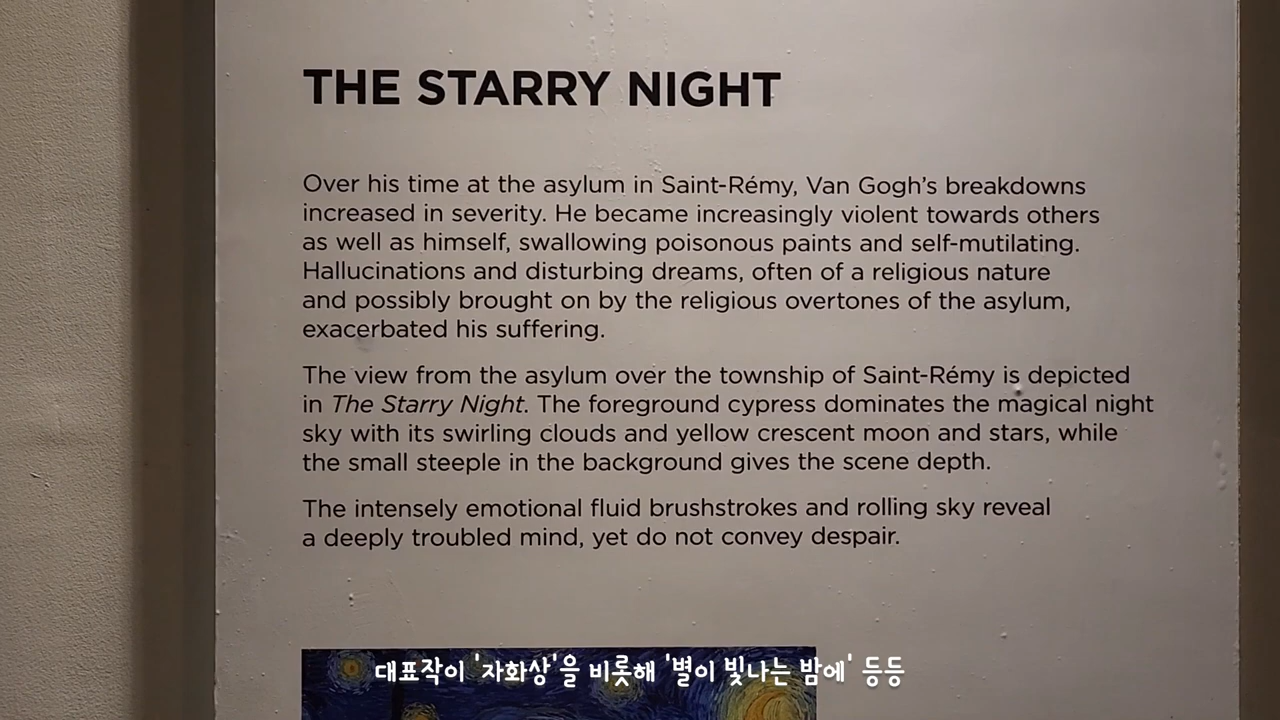 THE STARRY NIGHT
Over his time at the asylum in Saint-Rémy, Van Gogh's breakdowns
increased in severity. He became increasingly violent towards others
as well as himself, swallowing poisonous paints and self-mutilating.
Hallucinations and disturbing dreams, often of a religious nature
and possibly brought on by the religious overtones of the asylum,
exacerbated his suffering.
The view from the asylum over the township of Saint-Rémy is depicted
in The Starry Night. The foreground cypress dominates the magical night
sky with its swirling clouds and yellow crescent moon and stars, while
the small steeple in the background gives the scene depth.
The intensely emotional fluid brushstrokes and rolling sky reveal
a deeply troubled mind, yet do not convey despair.
대표작이 '자화상'을 비롯해 '별이 빛나는 밤에' 등등